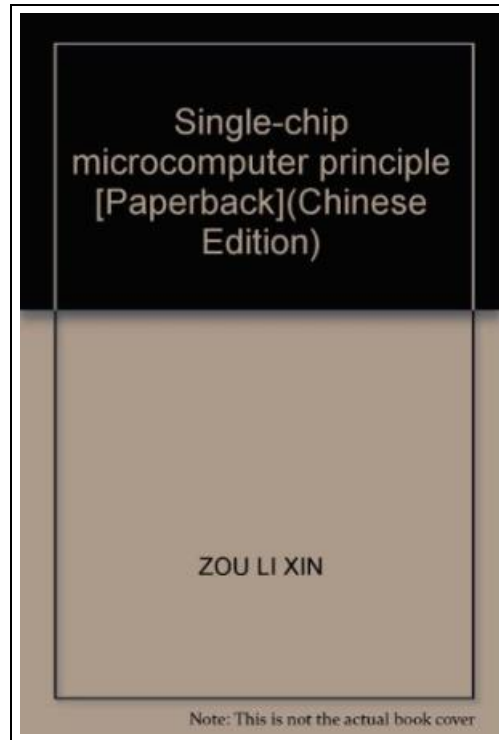 Single-chip
microcomputer principle
[Paperback](Chinese
Edition)
ZOU LI XIN
Note: This is not the actual book cover